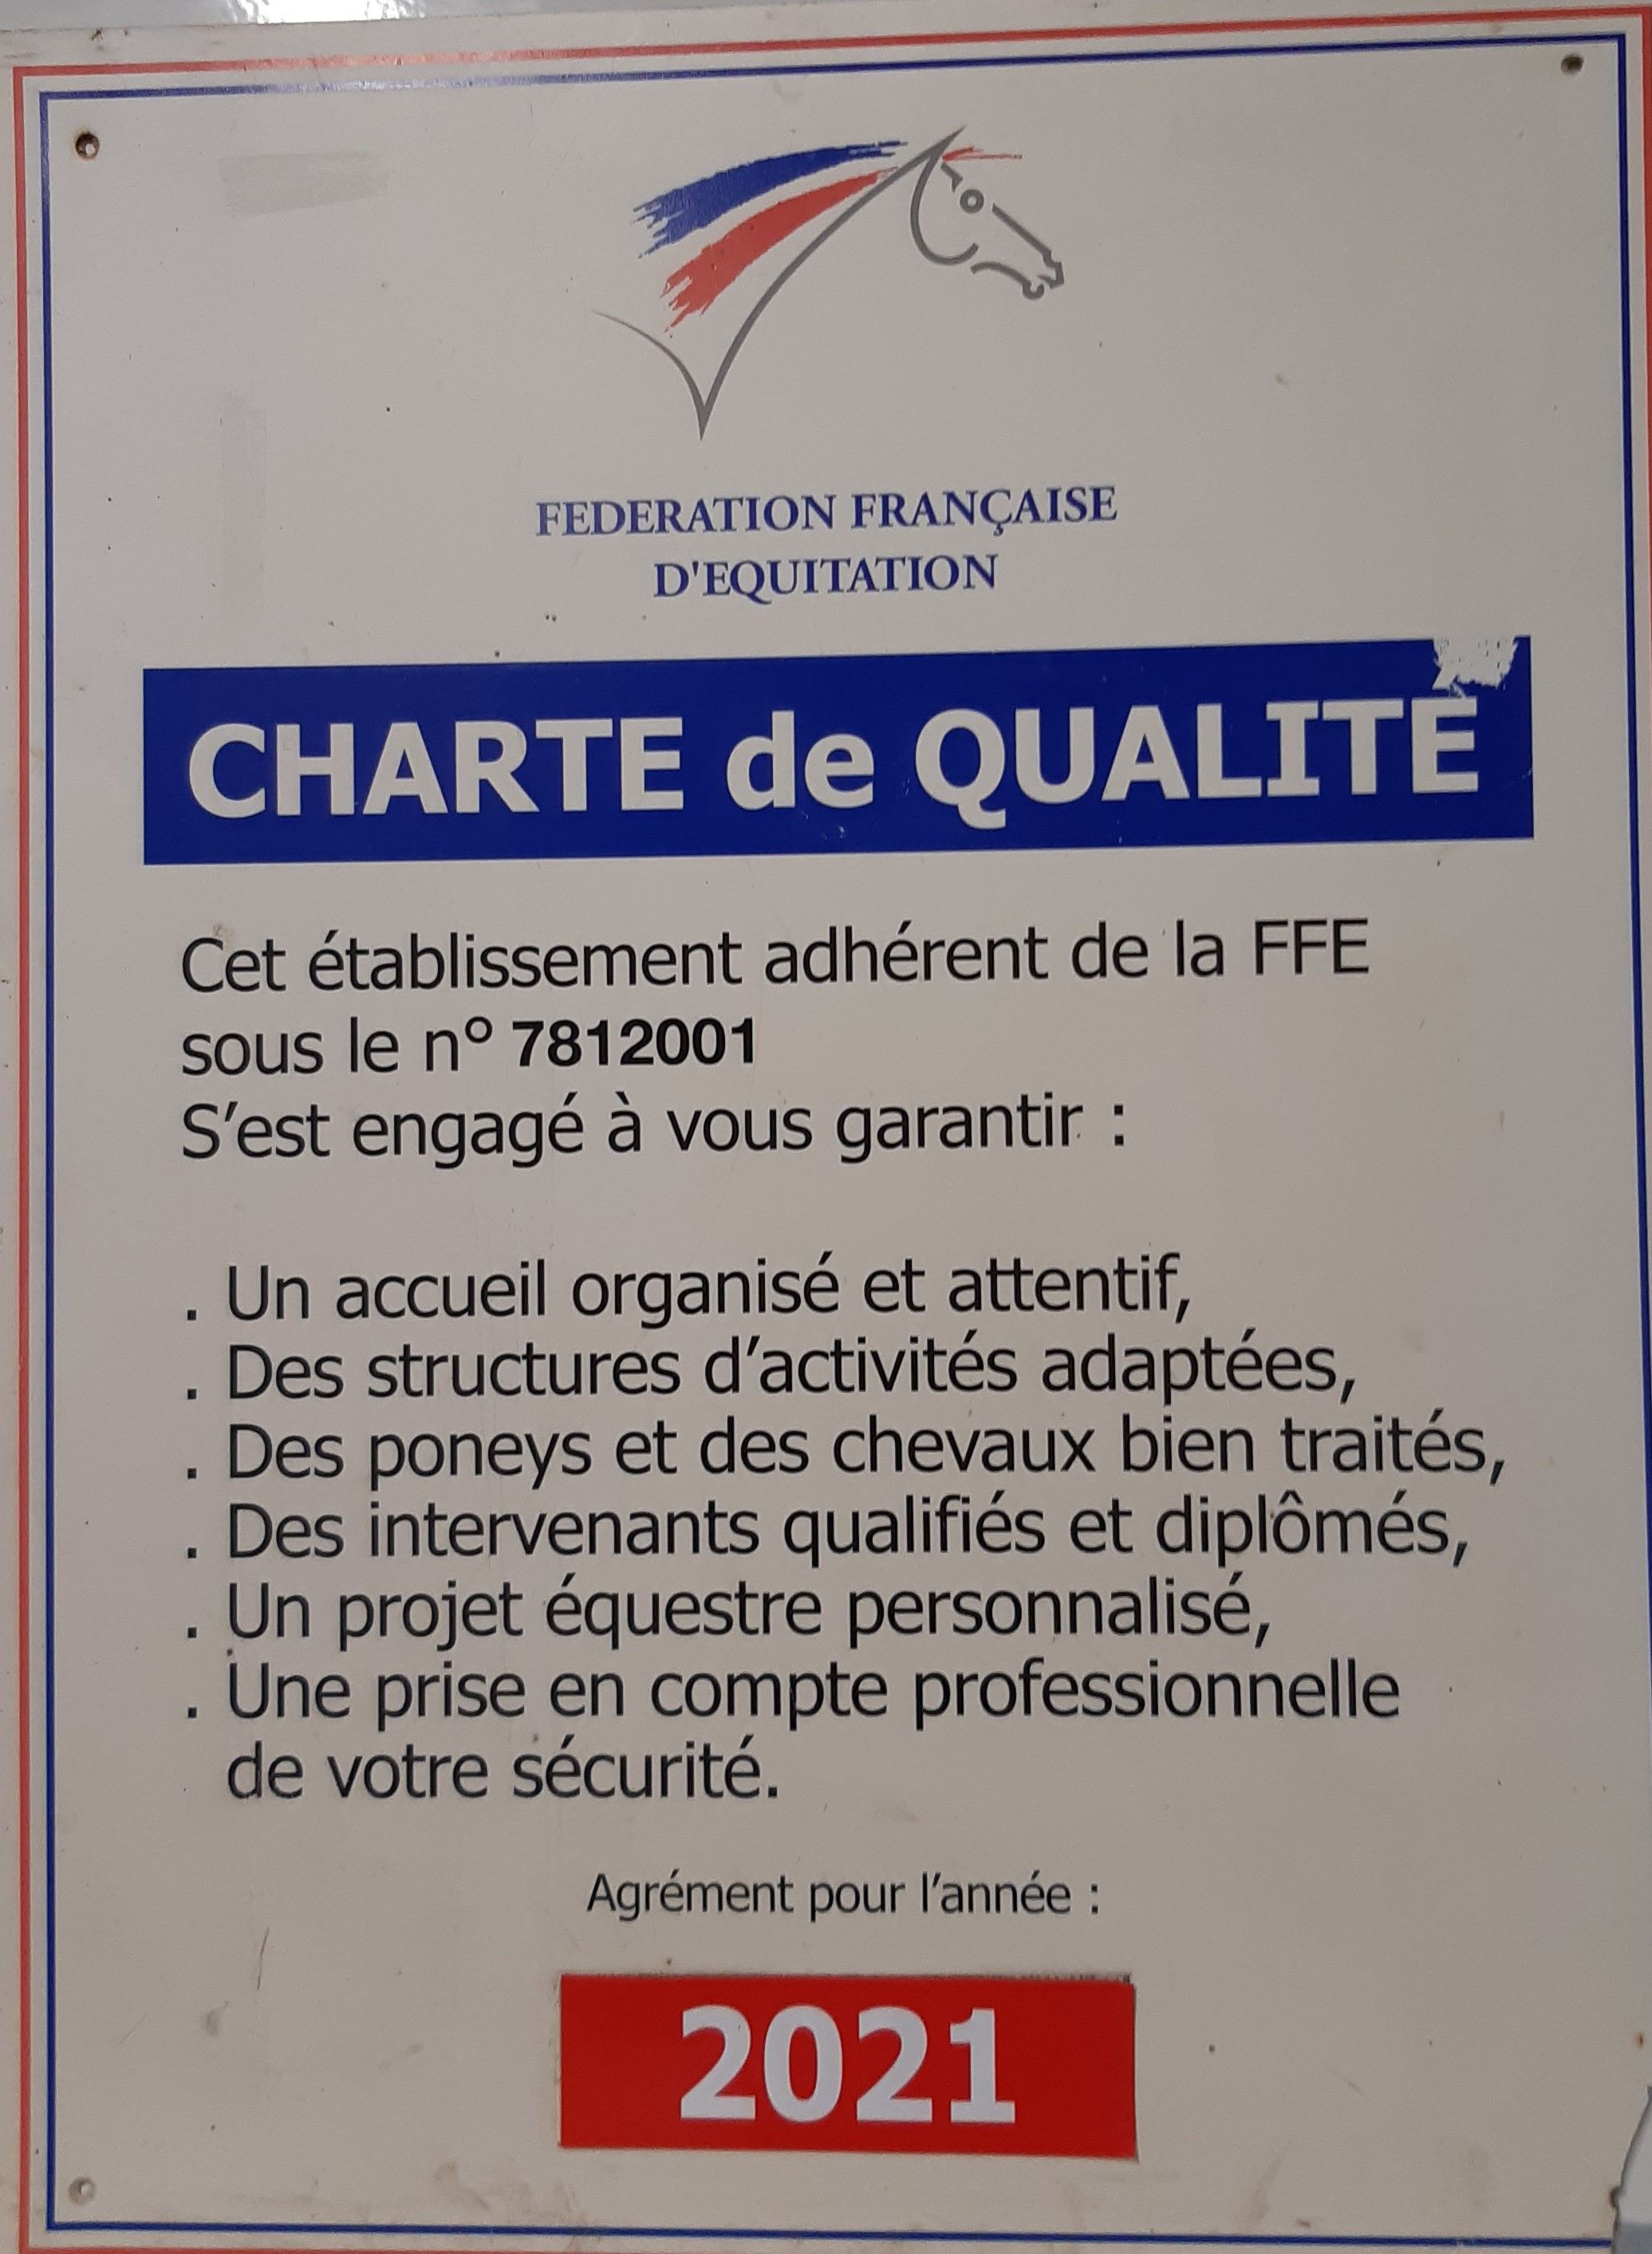 FEDERATION FRANÇAISE
D'EQUITATION
CHARTE de QUALITÉ
Cet établissement adhérent de la FFE
sous le n° 7812001
S’est engagé à vous garantir :
. Un accueil organisé et attentif,
. Des structures d’activités adaptées,
. Des poneys et des chevaux bien traités,
. Des intervenants qualifiés et diplômés,
. Un projet équestre personnalisé,
. Une prise en compte professionnelle
de votre sécurité.
Agrément pour l’année :
2021